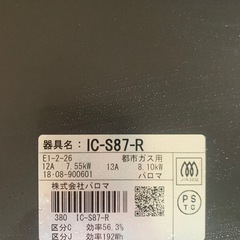 器具名： IC-S87-R
E1-2-26 都市ガス用
12A 7.55kW 13A 8.10kW
18･08-900601 パロマ
株式会社パロマ
380 IC-S87-R
区分C 効率56.3%
区分J 効率192Wh
PS
TG